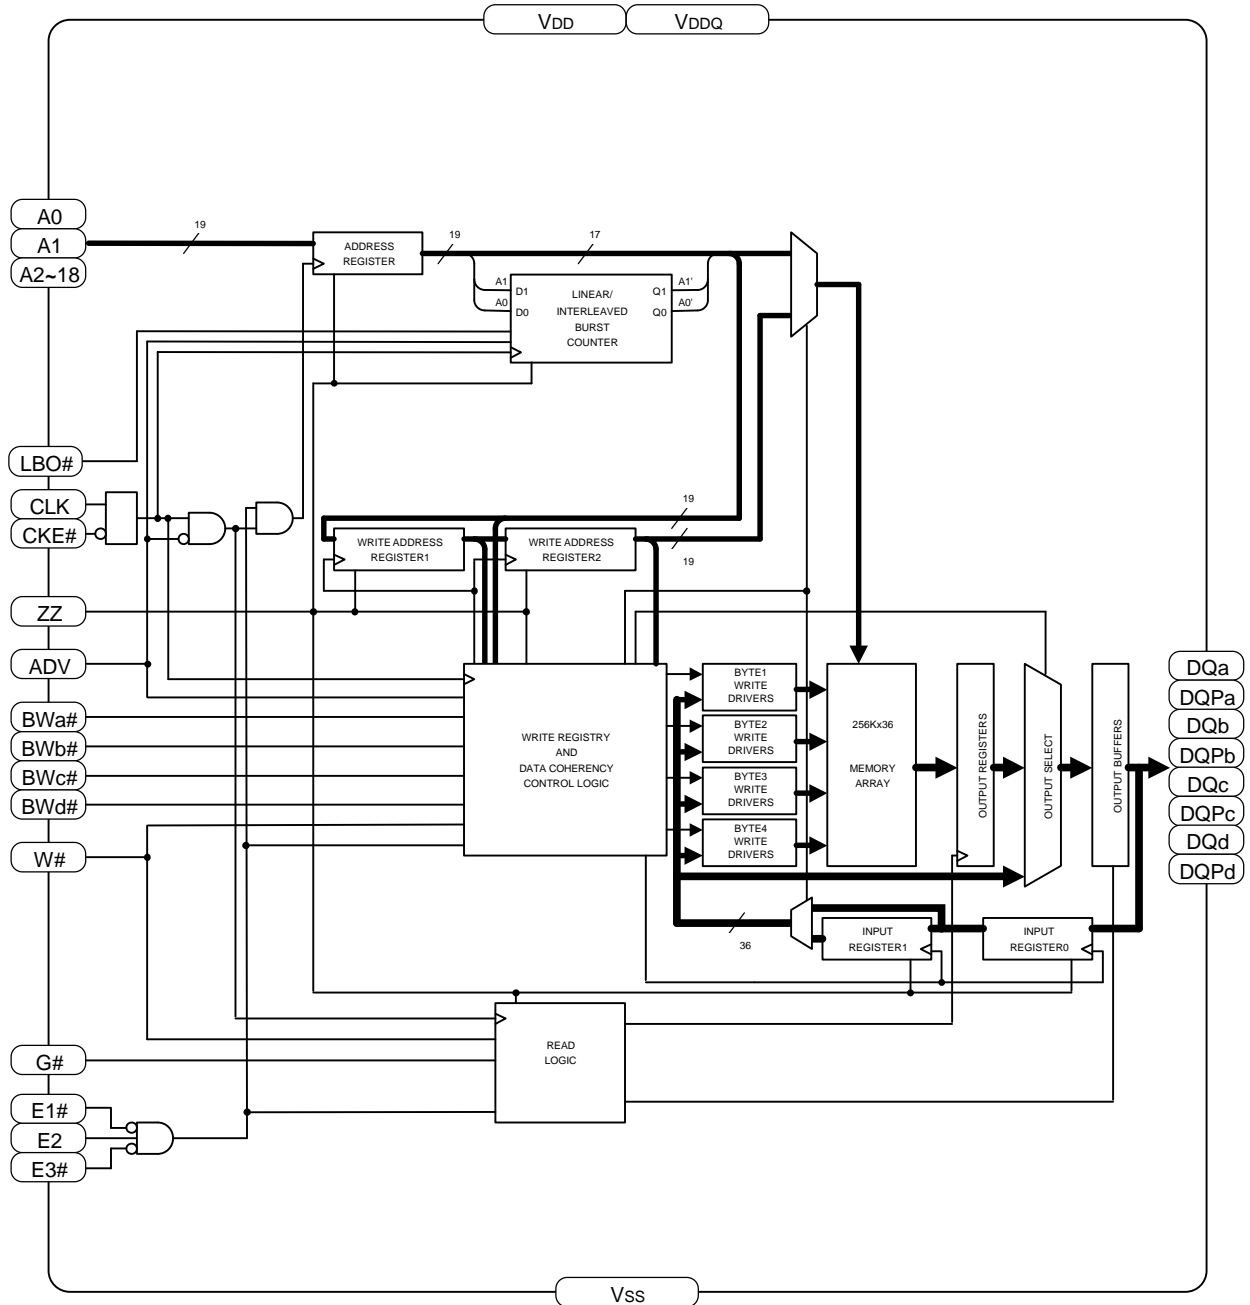 VDD
VDDQ
A0
A1
A2~18
19
ADDRESS
REGISTER
19
17
A1
A0
D1
D0
LINEAR/
INTERLEAVED
BURST
COUNTER
Q1
Q0
A1'
A0'
LBO#
CLK
CKE#
19
19
WRITE ADDRESS
REGISTER1
WRITE ADDRESS
REGISTER2
ZZ
ADV
BWa#
BWb#
BWc#
BWd#
W#
WRITE REGISTRY
AND
DATA COHERENCY
CONTROL LOGIC
BYTE1
WRITE
DRIVERS
BYTE2
WRITE
DRIVERS
BYTE3
WRITE
DRIVERS
BYTE4
WRITE
DRIVERS
256Kx36
MEMORY
ARRAY
OUTPUT REGISTERS
OUTPUT SELECT
OUTPUT BUFFERS
DQa
DQPa
DQb
DQPb
DQc
DQPc
DQd
DQPd
36
INPUT
REGISTER1
INPUT
REGISTER0
READ
LOGIC
G#
E1#
E2
E3#
VSS